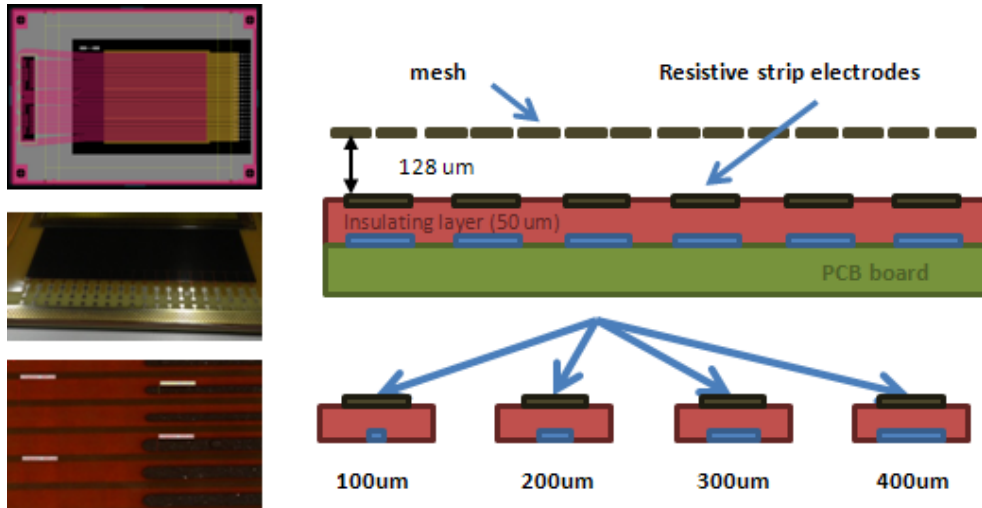 mesh
Resistive strip electrodes
128 um
Insulating layer (50 um)
PCB board
100um
200um
300um
400um